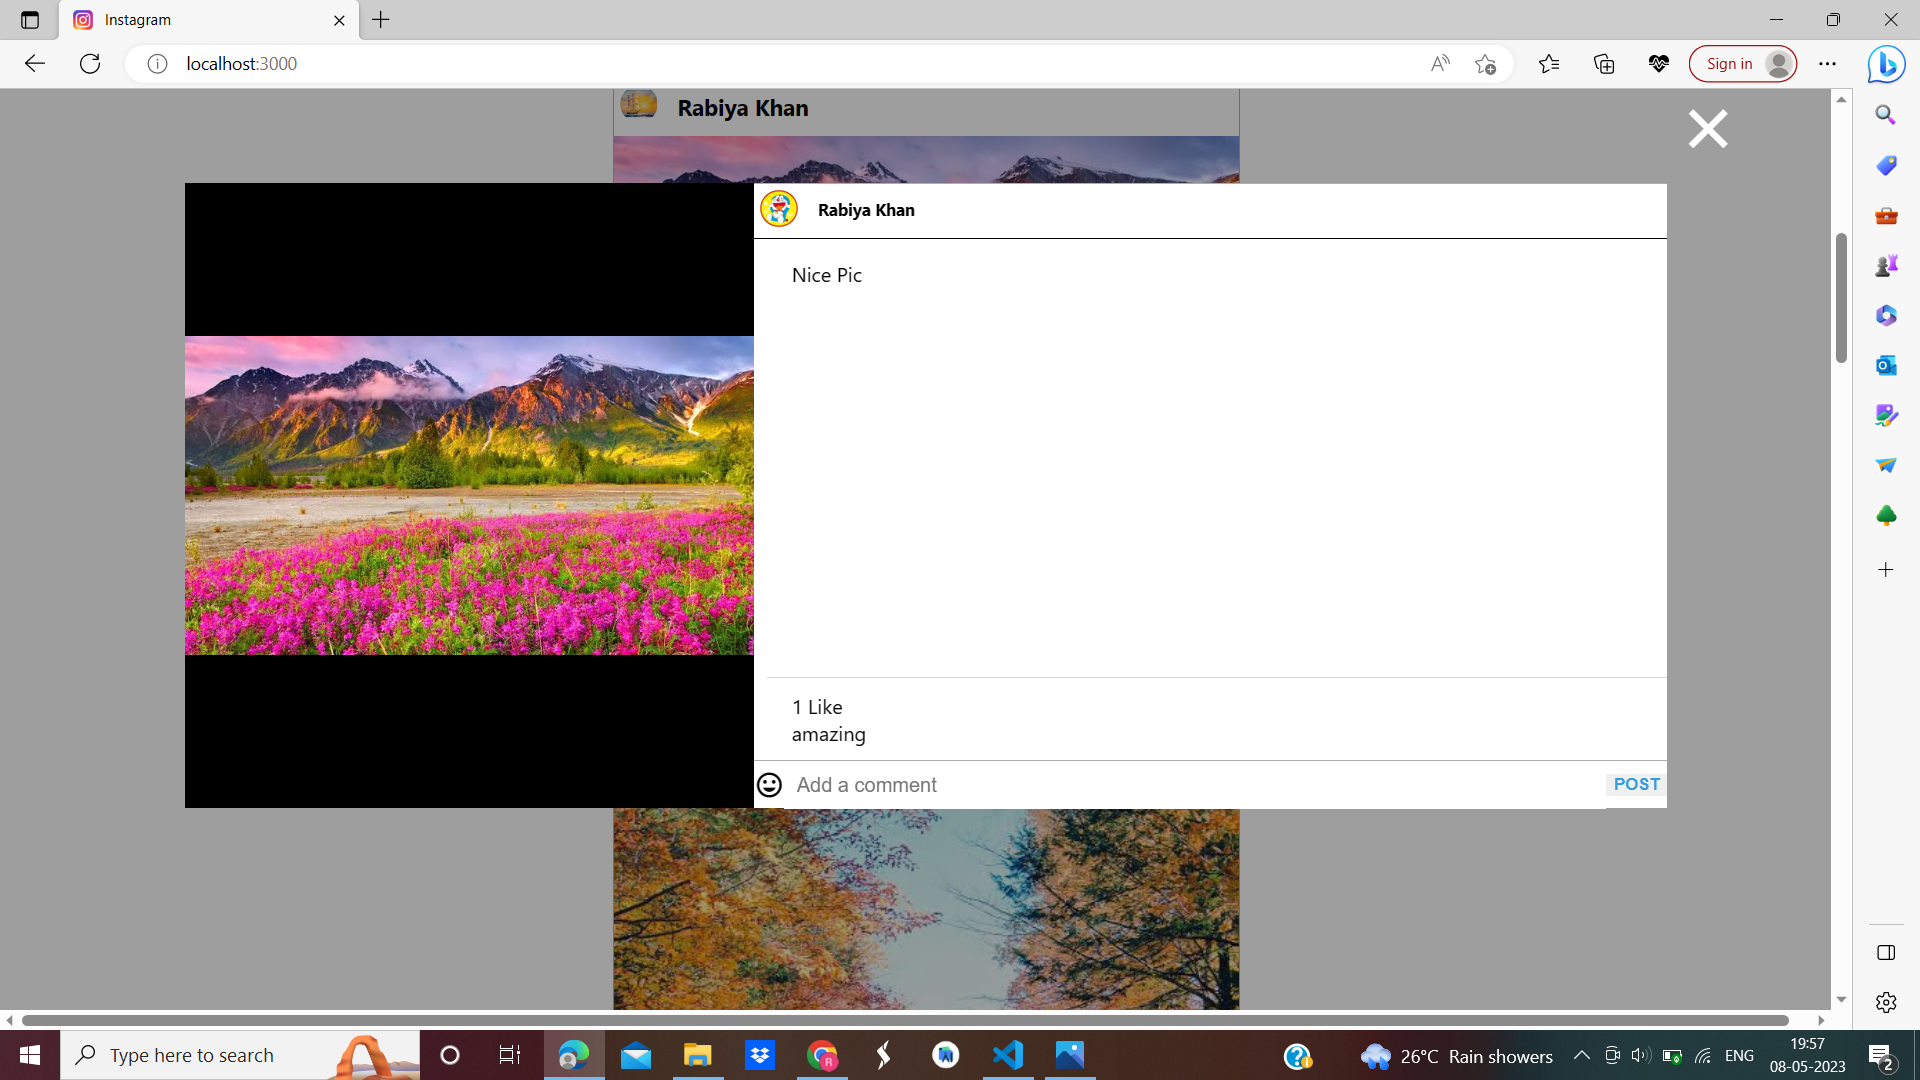 Instagram
localhost:3000
Sign in
Rabiya Khan
Rabiya Khan
Nice Pic
1 Like
amazing
Add a comment
POST
Type here to search
26°C Rain showers
ENG
19:57
08-05-2023
2